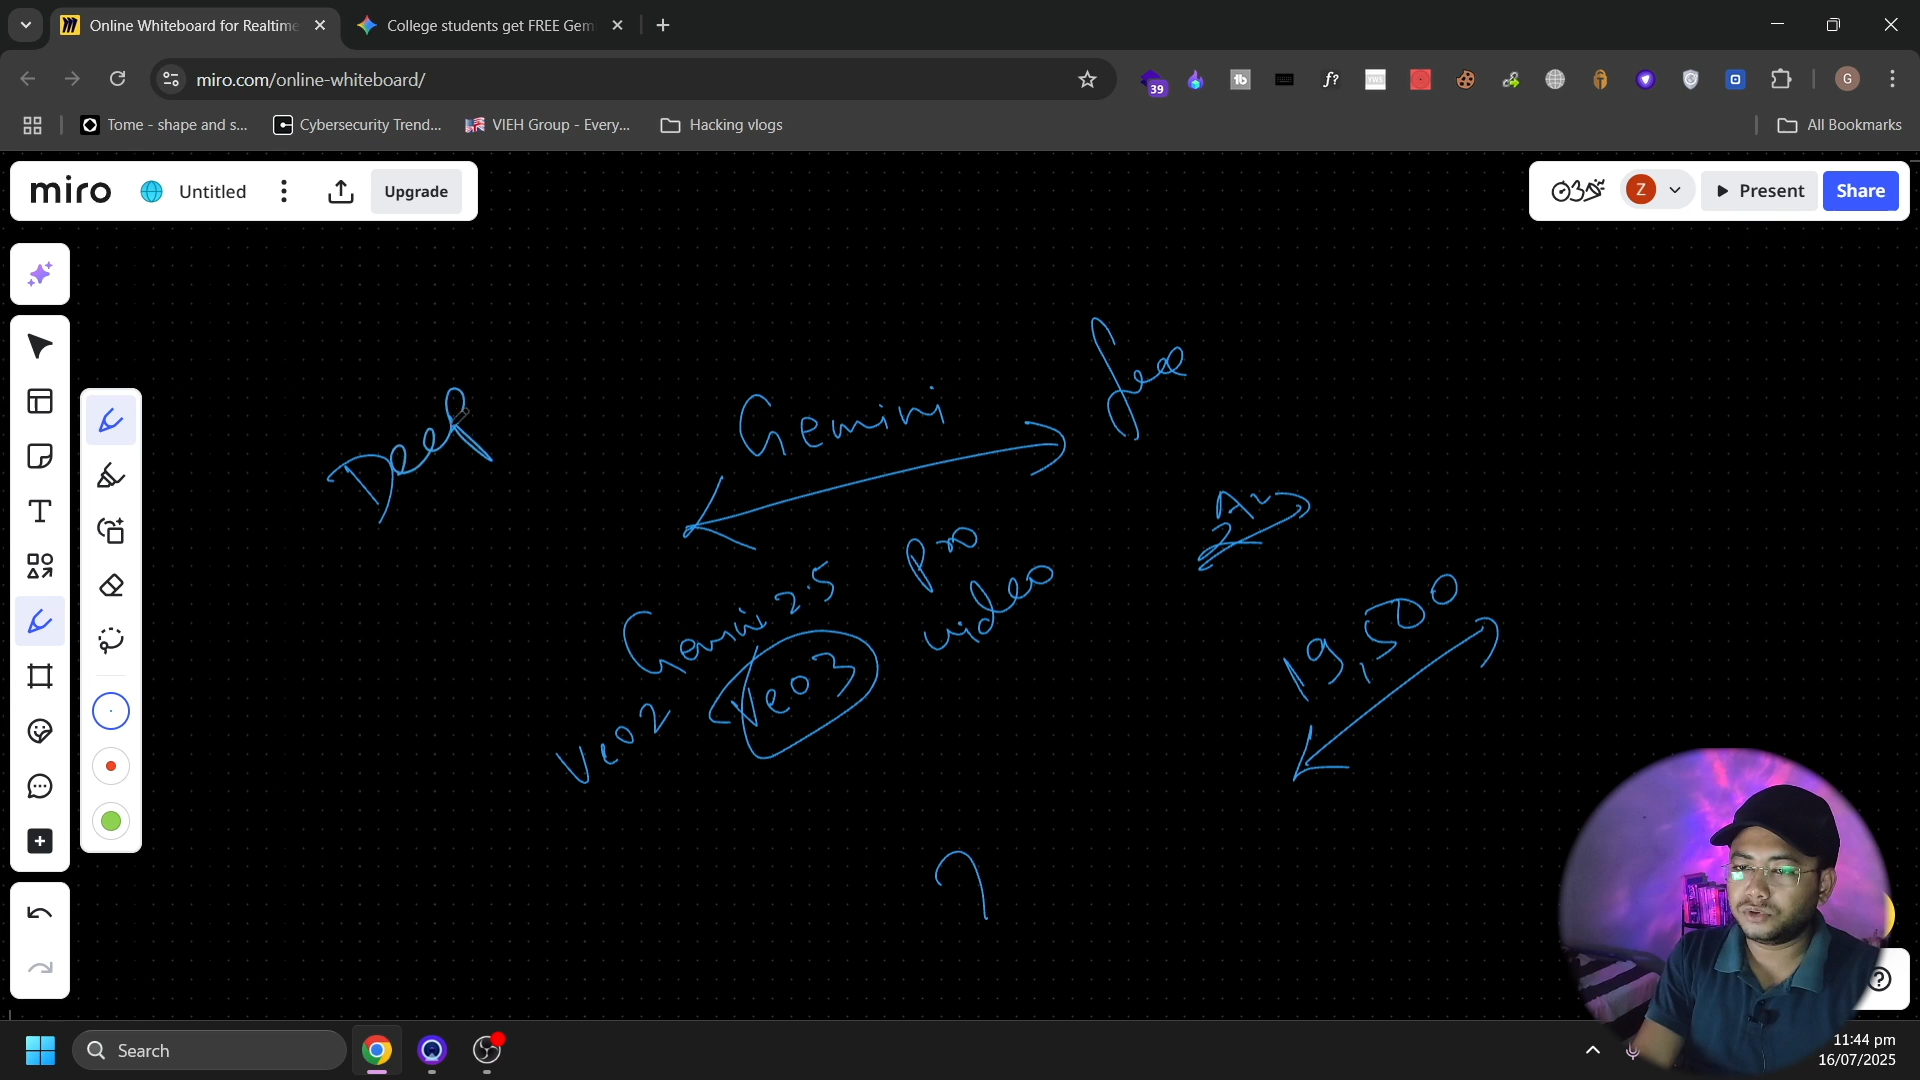 Online Whiteboard for Realtime
College students get FREE Gem
miro.com/online-whiteboard/
39
Tome - shape and s...
Cybersecurity Trend...
VIEH Group - Every...
Hacking vlogs
All Bookmarks
G
miro
Untitled
Upgrade
Z
Present
Share
free
Gemini
Deep
Gemini 2.5 Pro
video
Veo 2
Veo 3
19,500
Search
11:44 pm
16/07/2025